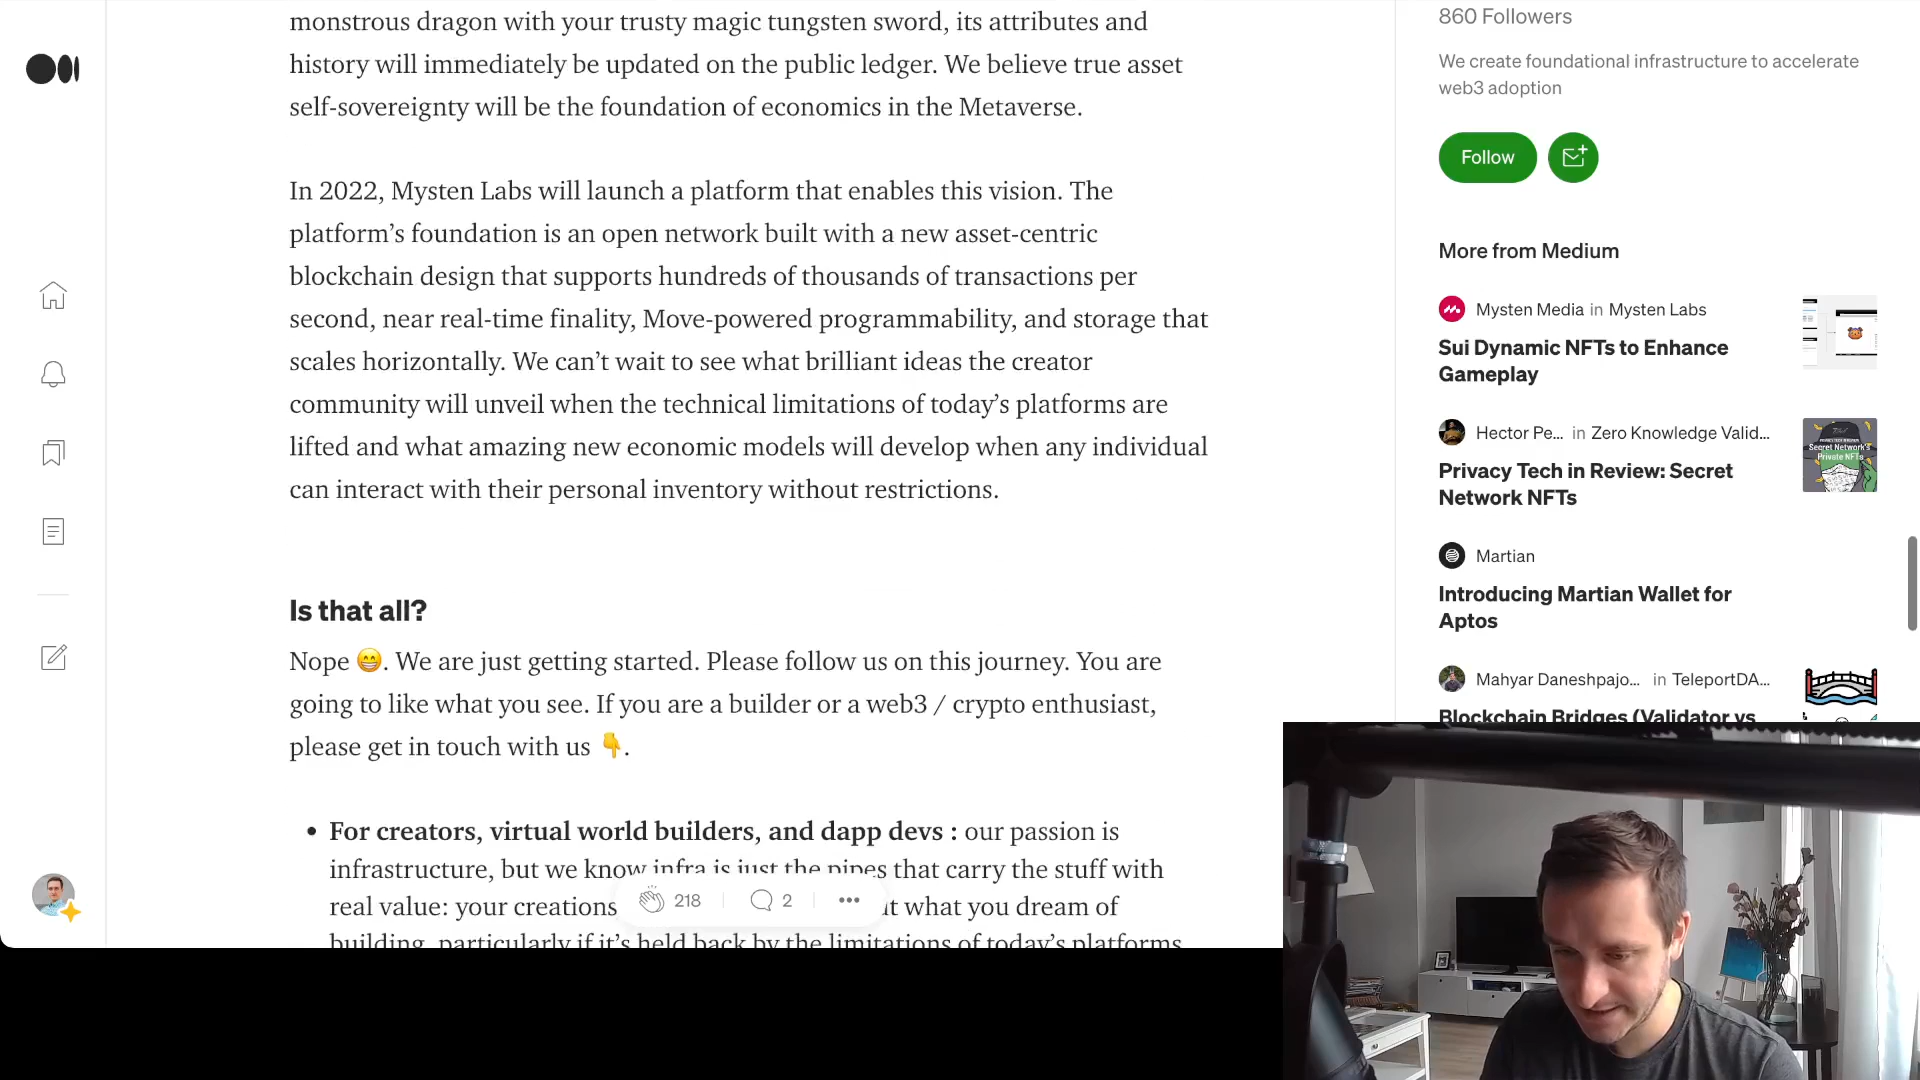 monstrous dragon with your trusty magic tungsten sword, its attributes and
history will immediately be updated on the public ledger. We believe true asset
self-sovereignty will be the foundation of economics in the Metaverse.
In 2022, Mysten Labs will launch a platform that enables this vision. The
platform’s foundation is an open network built with a new asset-centric
blockchain design that supports hundreds of thousands of transactions per
second, near real-time finality, Move-powered programmability, and storage that
scales horizontally. We can’t wait to see what brilliant ideas the creator
community will unveil when the technical limitations of today’s platforms are
lifted and what amazing new economic models will develop when any individual
can interact with their personal inventory without restrictions.
Is that all?
Nope 😁. We are just getting started. Please follow us on this journey. You are
going to like what you see. If you are a builder or a web3 / crypto enthusiast,
please get in touch with us 👇.
• For creators, virtual world builders, and dapp devs : our passion is
infrastructure, but we know infra is just the pipes that carry the stuff with
real value: your creations what you dream of
building, particularly if it’s held back by the limitations of today’s platforms
218
2
860 Followers
We create foundational infrastructure to accelerate
web3 adoption
Follow
More from Medium
Mysten Media in Mysten Labs
Sui Dynamic NFTs to Enhance
Gameplay
Hector Pe... in Zero Knowledge Valid...
Privacy Tech in Review: Secret
Network NFTs
Secret Network's
Private NFTs
Martian
Introducing Martian Wallet for
Aptos
Mahyar Daneshpajo... in TeleportDA...
Blockchain Bridges (Validator vs